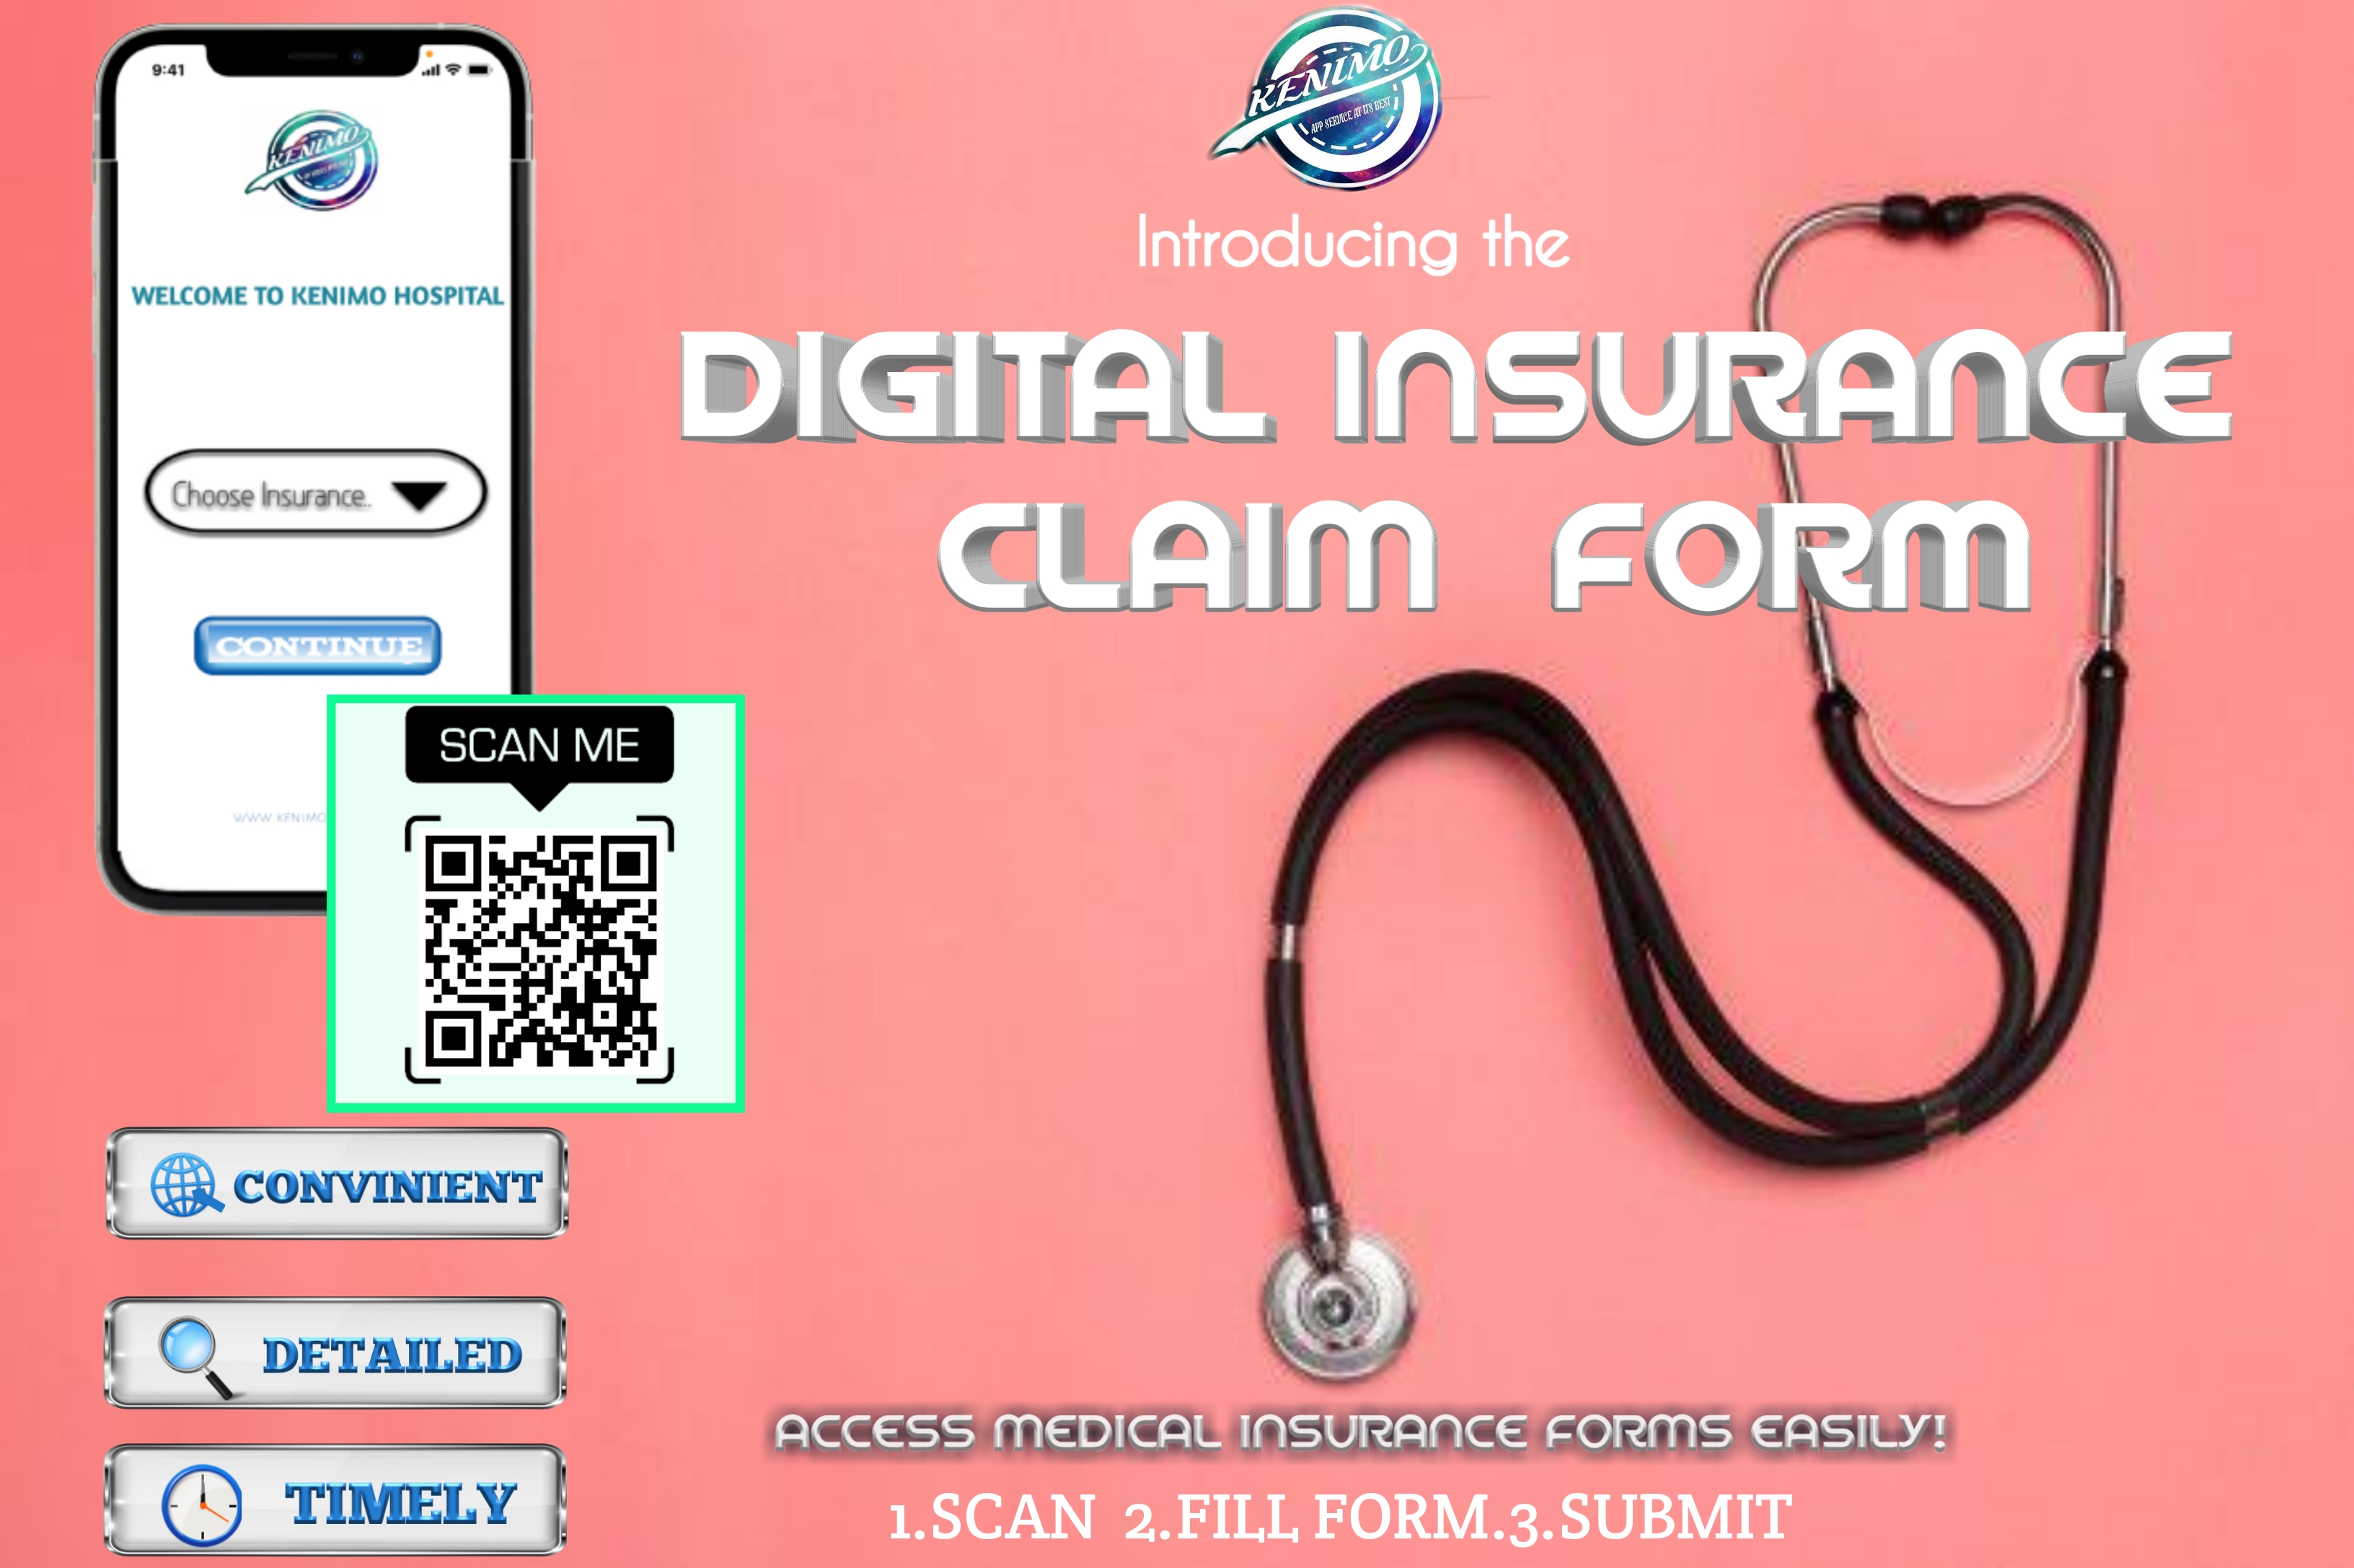 9:41
KENIMO
WELCOME TO KENIMO HOSPITAL
Choose Insurance..
CONTINUE
WWW.KENIMO
SCAN ME
CONVINIENT
DETAILED
TIMELY
KENIMO
APP SERVICE AT ITS BEST
Introducing the
DIGITAL INSURANCE
CLAIM FORM
ACCESS MEDICAL INSURANCE FORMS EASILY!
1.SCAN 2.FILL FORM.3.SUBMIT